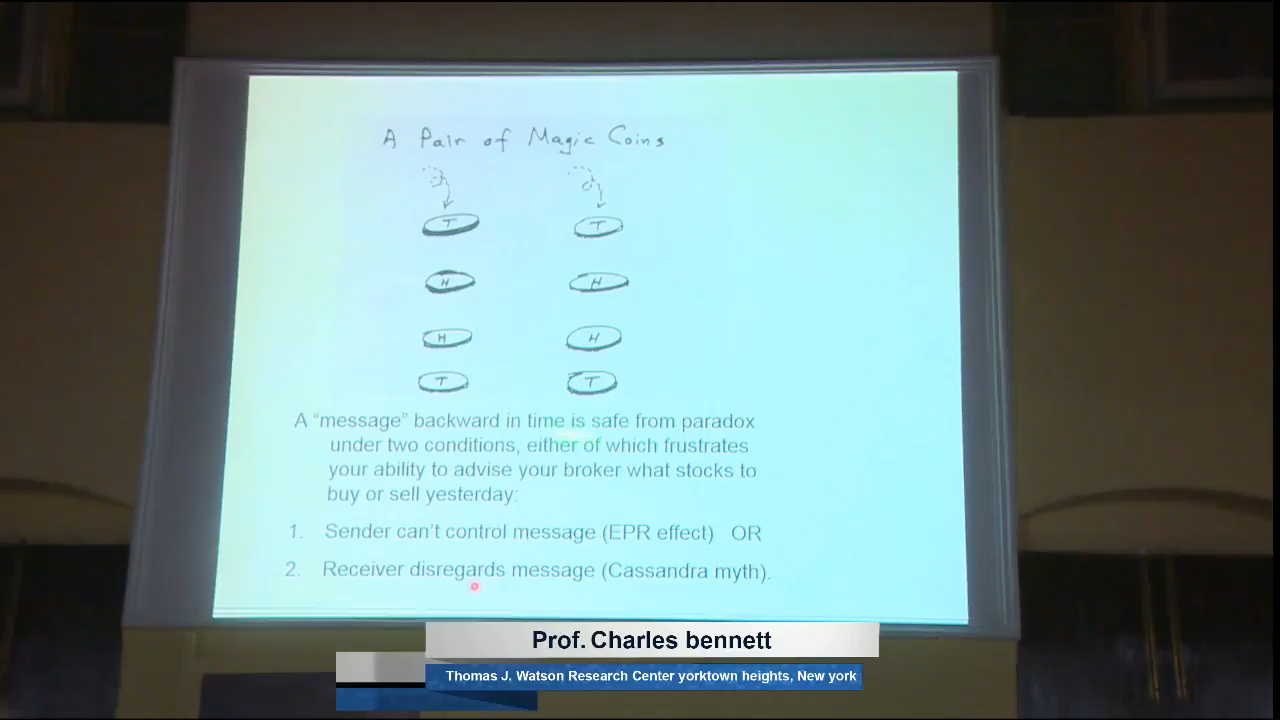 A Pair of Magic Coins
T T
H H
H H
T T
A “message” backward in time is safe from paradox
under two conditions, either of which frustrates
your ability to advise your broker what stocks to
buy or sell yesterday:
1. Sender can’t control message (EPR effect) OR
2. Receiver disregards message (Cassandra myth).
Prof. Charles bennett
Thomas J. Watson Research Center yorktown heights, New york